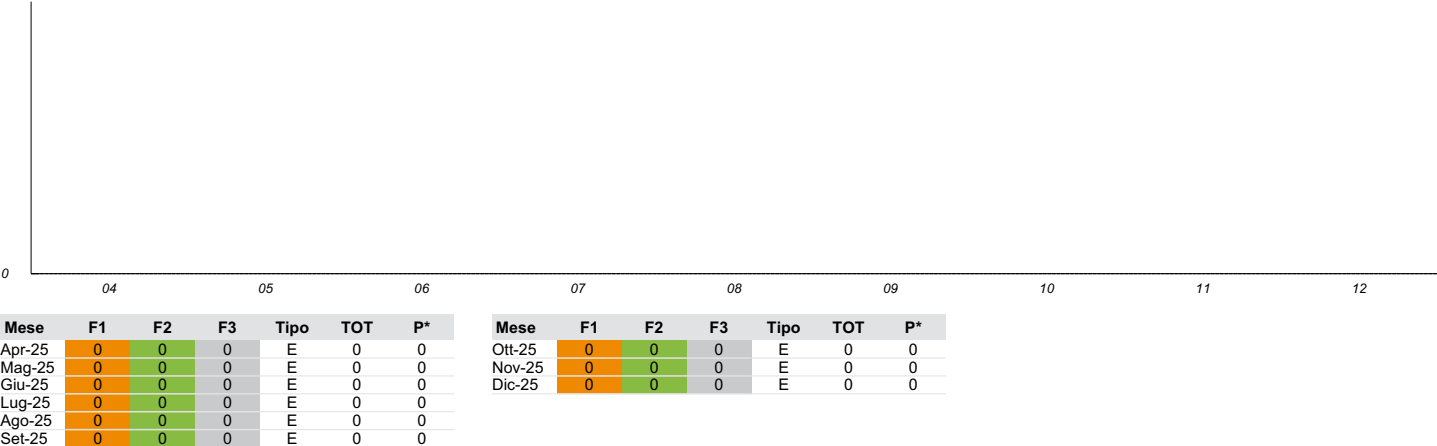 0
04 05 06 07 08 09 10 11 12
Mese F1 F2 F3 Tipo TOT P*
Apr-25 0 0 0 E 0 0
Mag-25 0 0 0 E 0 0
Giu-25 0 0 0 E 0 0
Lug-25 0 0 0 E 0 0
Ago-25 0 0 0 E 0 0
Set-25 0 0 0 E 0 0
Mese F1 F2 F3 Tipo TOT P*
Ott-25 0 0 0 E 0 0
Nov-25 0 0 0 E 0 0
Dic-25 0 0 0 E 0 0